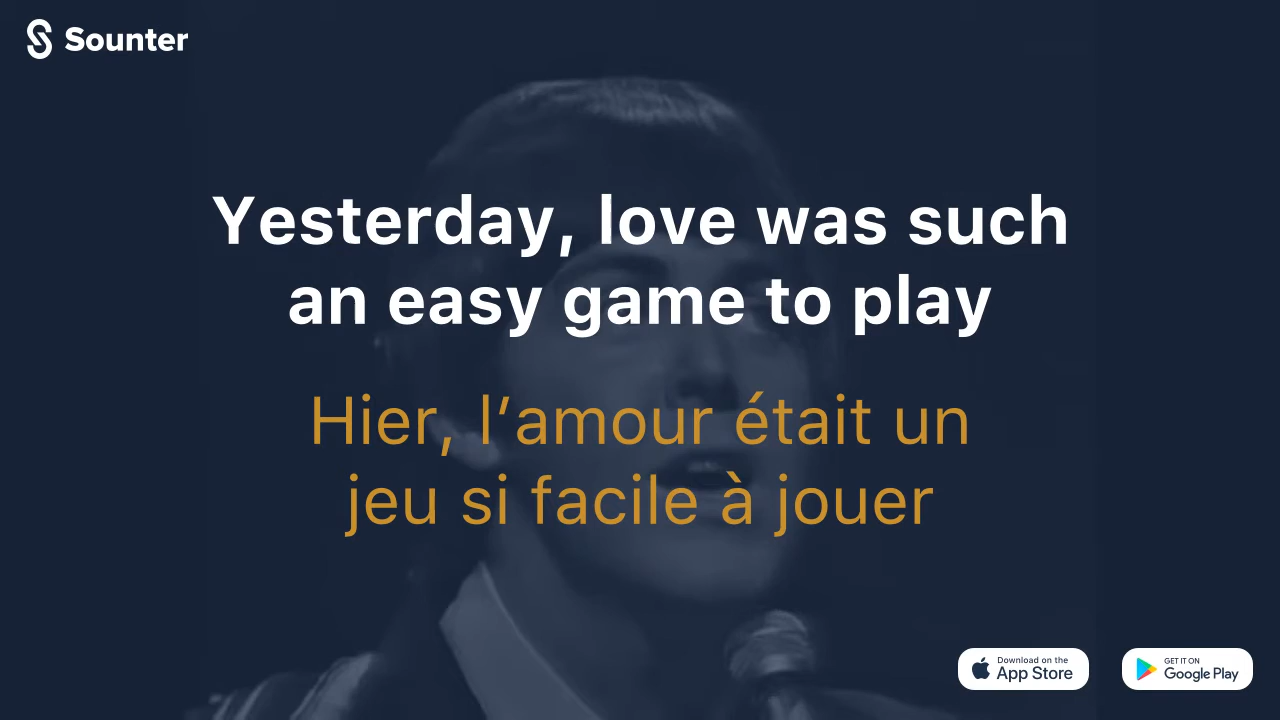 Sounter
Yesterday, love was such
an easy game to play
Hier, l’amour était un
jeu si facile à jouer
Download on the
App Store
GET IT ON
Google Play